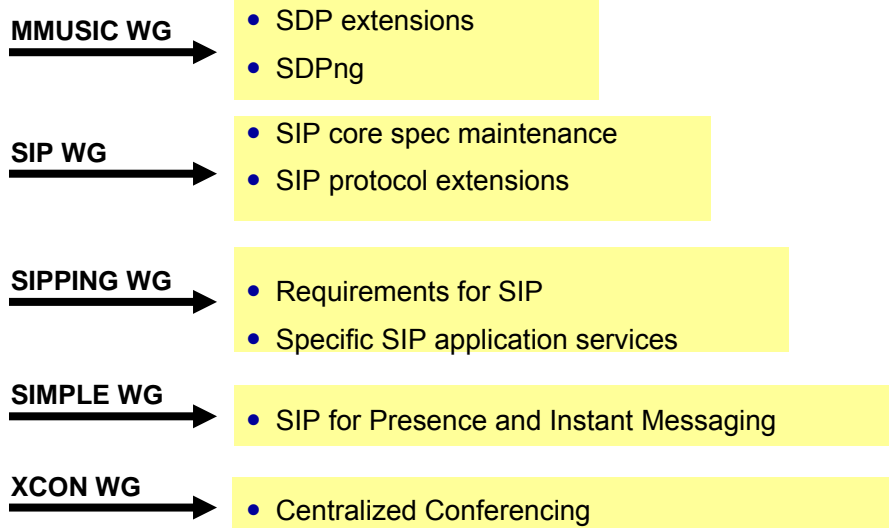 MMUSIC WG
• SDP extensions
• SDPng
SIP WG
• SIP core spec maintenance
• SIP protocol extensions
SIPPING WG
• Requirements for SIP
• Specific SIP application services
SIMPLE WG
• SIP for Presence and Instant Messaging
XCON WG
• Centralized Conferencing